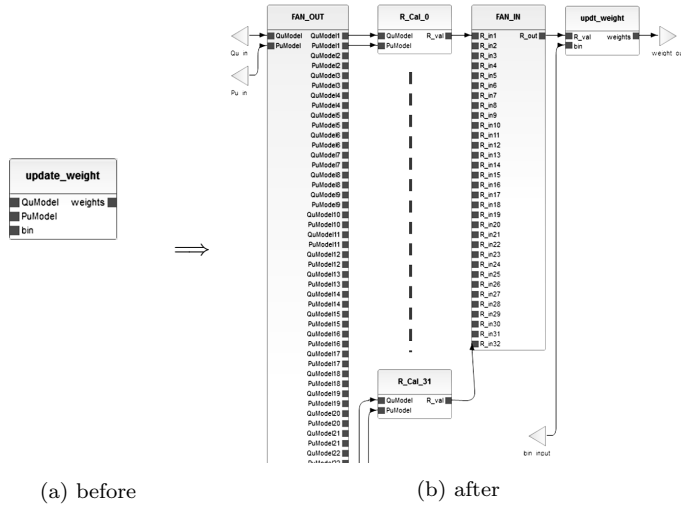 update_weight
QuModel weights
PuModel
bin
⟹
(a) before
Qu in
Pu in
FAN_OUT
QuModel QuModel1
PuModel PuModel1
QuModel2
PuModel2
QuModel3
PuModel3
QuModel4
PuModel4
QuModel5
PuModel5
QuModel6
PuModel6
QuModel7
PuModel7
QuModel8
PuModel8
QuModel9
PuModel9
QuModel10
PuModel10
QuModel11
PuModel11
QuModel12
PuModel12
QuModel13
PuModel13
QuModel14
PuModel14
QuModel15
PuModel15
QuModel16
PuModel16
QuModel17
PuModel17
QuModel18
PuModel18
QuModel19
PuModel19
QuModel20
PuModel20
QuModel21
PuModel21
QuModel22
PuModel22
R_Cal_0
QuModel R_val
PuModel
R_Cal_31
QuModel R_val
PuModel
FAN_IN
R_in1 R_out
R_in2
R_in3
R_in4
R_in5
R_in6
R_in7
R_in8
R_in9
R_in10
R_in11
R_in12
R_in13
R_in14
R_in15
R_in16
R_in17
R_in18
R_in19
R_in20
R_in21
R_in22
R_in23
R_in24
R_in25
R_in26
R_in27
R_in28
R_in29
R_in30
R_in31
R_in32
updt_weight
R_val weights
bin
weight ou
bin input
(b) after